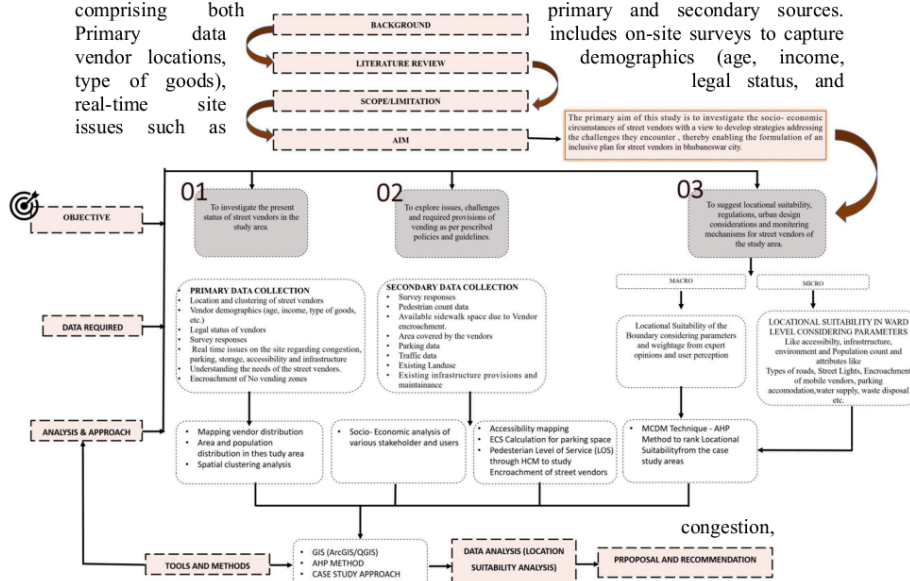 comprising both primary and secondary sources.
Primary data includes on-site surveys to capture
vendor locations, demographics (age, income,
type of goods), legal status, and
real-time site
issues such as
BACKGROUND
LITERATURE REVIEW
SCOPE/LIMITATION
AIM
The primary aim of this study is to investigate the socio- economic
circumstances of street vendors with a view to develop strategies addressing
the challenges they encounter , thereby enabling the formulation of an
inclusive plan for street vendors in bhubaneswar city.
OBJECTIVE
01
To investigate the present
status of street vendors in the
study area.
02
To explore issues, challenges
and required provisions of
vending as per pescribed
policies and guidelines.
03
To suggest locational suitability,
regulations, urban design
considerations and monitering
mechanisms for street vendors of
the study area.
DATA REQUIRED
PRIMARY DATA COLLECTION
• Location and clustering of street vendors
• Vendor demographics (age, income, type of goods,
etc.)
• Legal status of vendors
• Survey responses
• Real time issues on the site regarding congestion,
parking, storage, accessibility and infrastructure
• Understanding the needs of the street vendors.
• Encroachment of No vending zones
SECONDARY DATA COLLECTION
• Survey responses
• Pedestrian count data
• Available sidewalk space due to Vendor
encroachment.
• Area covered by the vendors
• Parking data
• Traffic data
• Existing Landuse
• Existing infrastructure provisions and
maintainance
MACRO
Locational Suitability of the
Boundary considering parameters
and weightage from expert
opinions and user perception
MICRO
LOCATIONAL SUITABILITY IN WARD
LEVEL CONSIDERING PARAMETERS
Like accessibilty, infrastructure,
environment and Population count and
attributes like
Types of roads, Street Lights, Encroachment
of mobile vendors, parking
accomodation,water supply, waste disposal
etc.
ANALYSIS & APPROACH
• Mapping vendor distribution
• Area and population
distribution in thes tudy area
• Spatial clustering analysis
• Socio- Economic analysis of
various stakeholder and users
• Accessibility mapping
• ECS Calculation for parking space
• Pedesterian Level of Service (LOS)
through HCM to study
Enroachment of street vendors
• MCDM Technique - AHP
Method to rank Locational
Suitabilityfrom the case
study areas
congestion,
TOOLS AND METHODS
• GIS (ArcGIS/QGIS)
• AHP METHOD
• CASE STUDY APPROACH
DATA ANALYSIS (LOCATION
SUITABILITY ANALYSIS)
PRPOPOSAL AND RECOMMENDATION